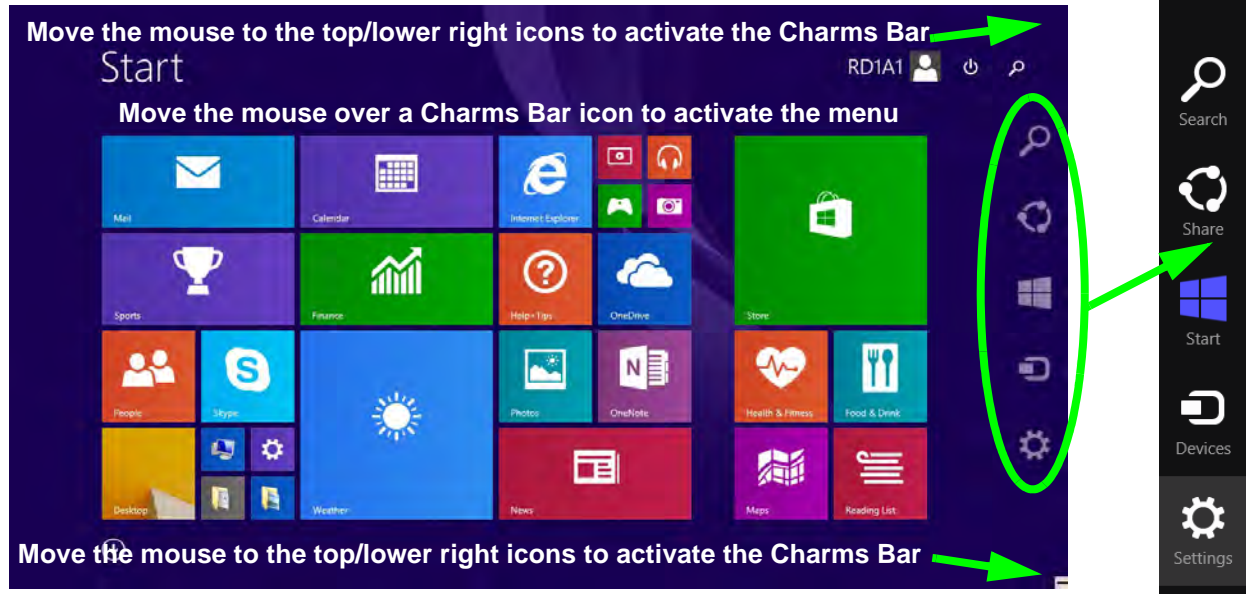 Move the mouse to the top/lower right icons to activate the Charms Bar
Start
RD1A1
Move the mouse over a Charms Bar icon to activate the menu
Mail
Calendar
Internet Explorer
Sports
Finance
Help+Tips
OneDrive
Store
People
Skype
Photos
OneNote
Health & Fitness
Food & Drink
Desktop
Weather
News
Maps
Reading List
Move the mouse to the top/lower right icons to activate the Charms Bar
Search
Share
Start
Devices
Settings